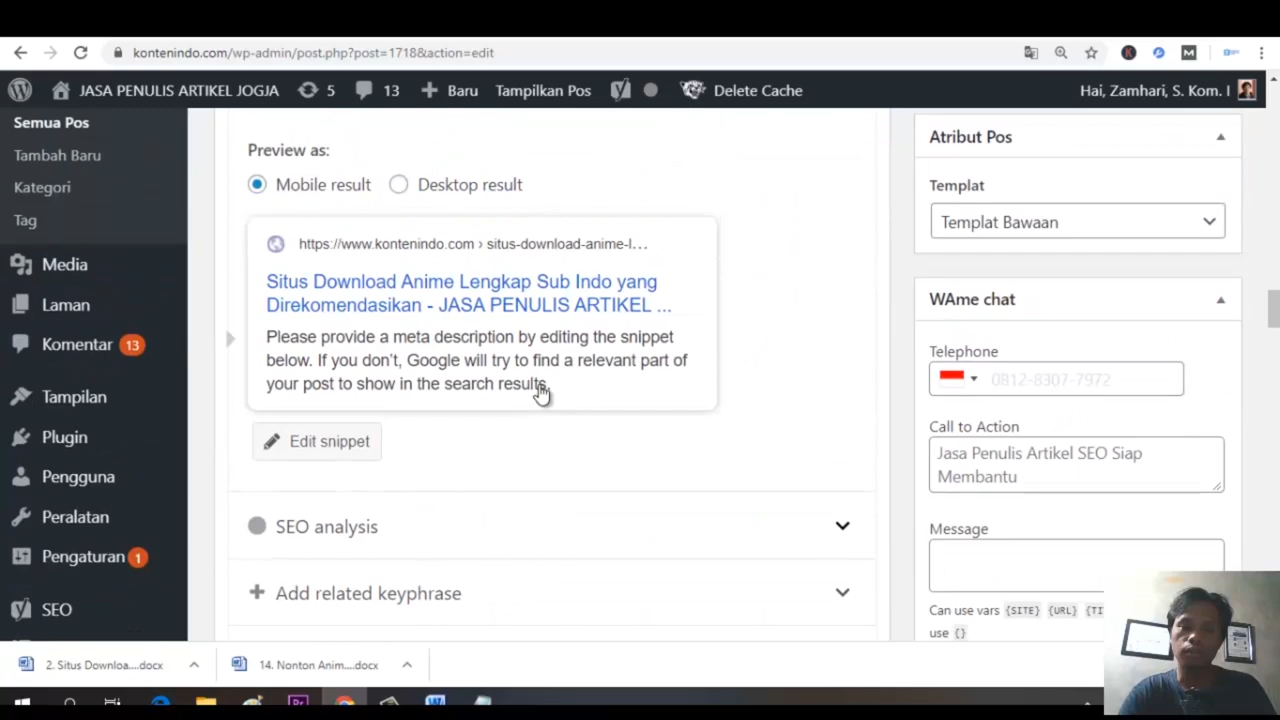 kontenindo.com/wp-admin/post.php?post=1718&action=edit
JASA PENULIS ARTIKEL JOGJA 5 13 Baru Tampilkan Pos Delete Cache Hai, Zamhari, S. Kom. I
Semua Pos
Tambah Baru
Kategori
Tag
Media
Laman
Komentar 13
Tampilan
Plugin
Pengguna
Peralatan
Pengaturan 1
SEO
Preview as:
Mobile result Desktop result
https://www.kontenindo.com › situs-download-anime-l…
Situs Download Anime Lengkap Sub Indo yang
Direkomendasikan - JASA PENULIS ARTIKEL ...
Please provide a meta description by editing the snippet
below. If you don’t, Google will try to find a relevant part of
your post to show in the search results.
Edit snippet
SEO analysis
Add related keyphrase
Atribut Pos
Templat
Templat Bawaan
WAme chat
Telephone
0812-8307-7972
Call to Action
Jasa Penulis Artikel SEO Siap
Membantu
Message
Can use vars {SITE} {URL} {TI
use {}
2. Situs Downloa....docx
14. Nonton Anim....docx